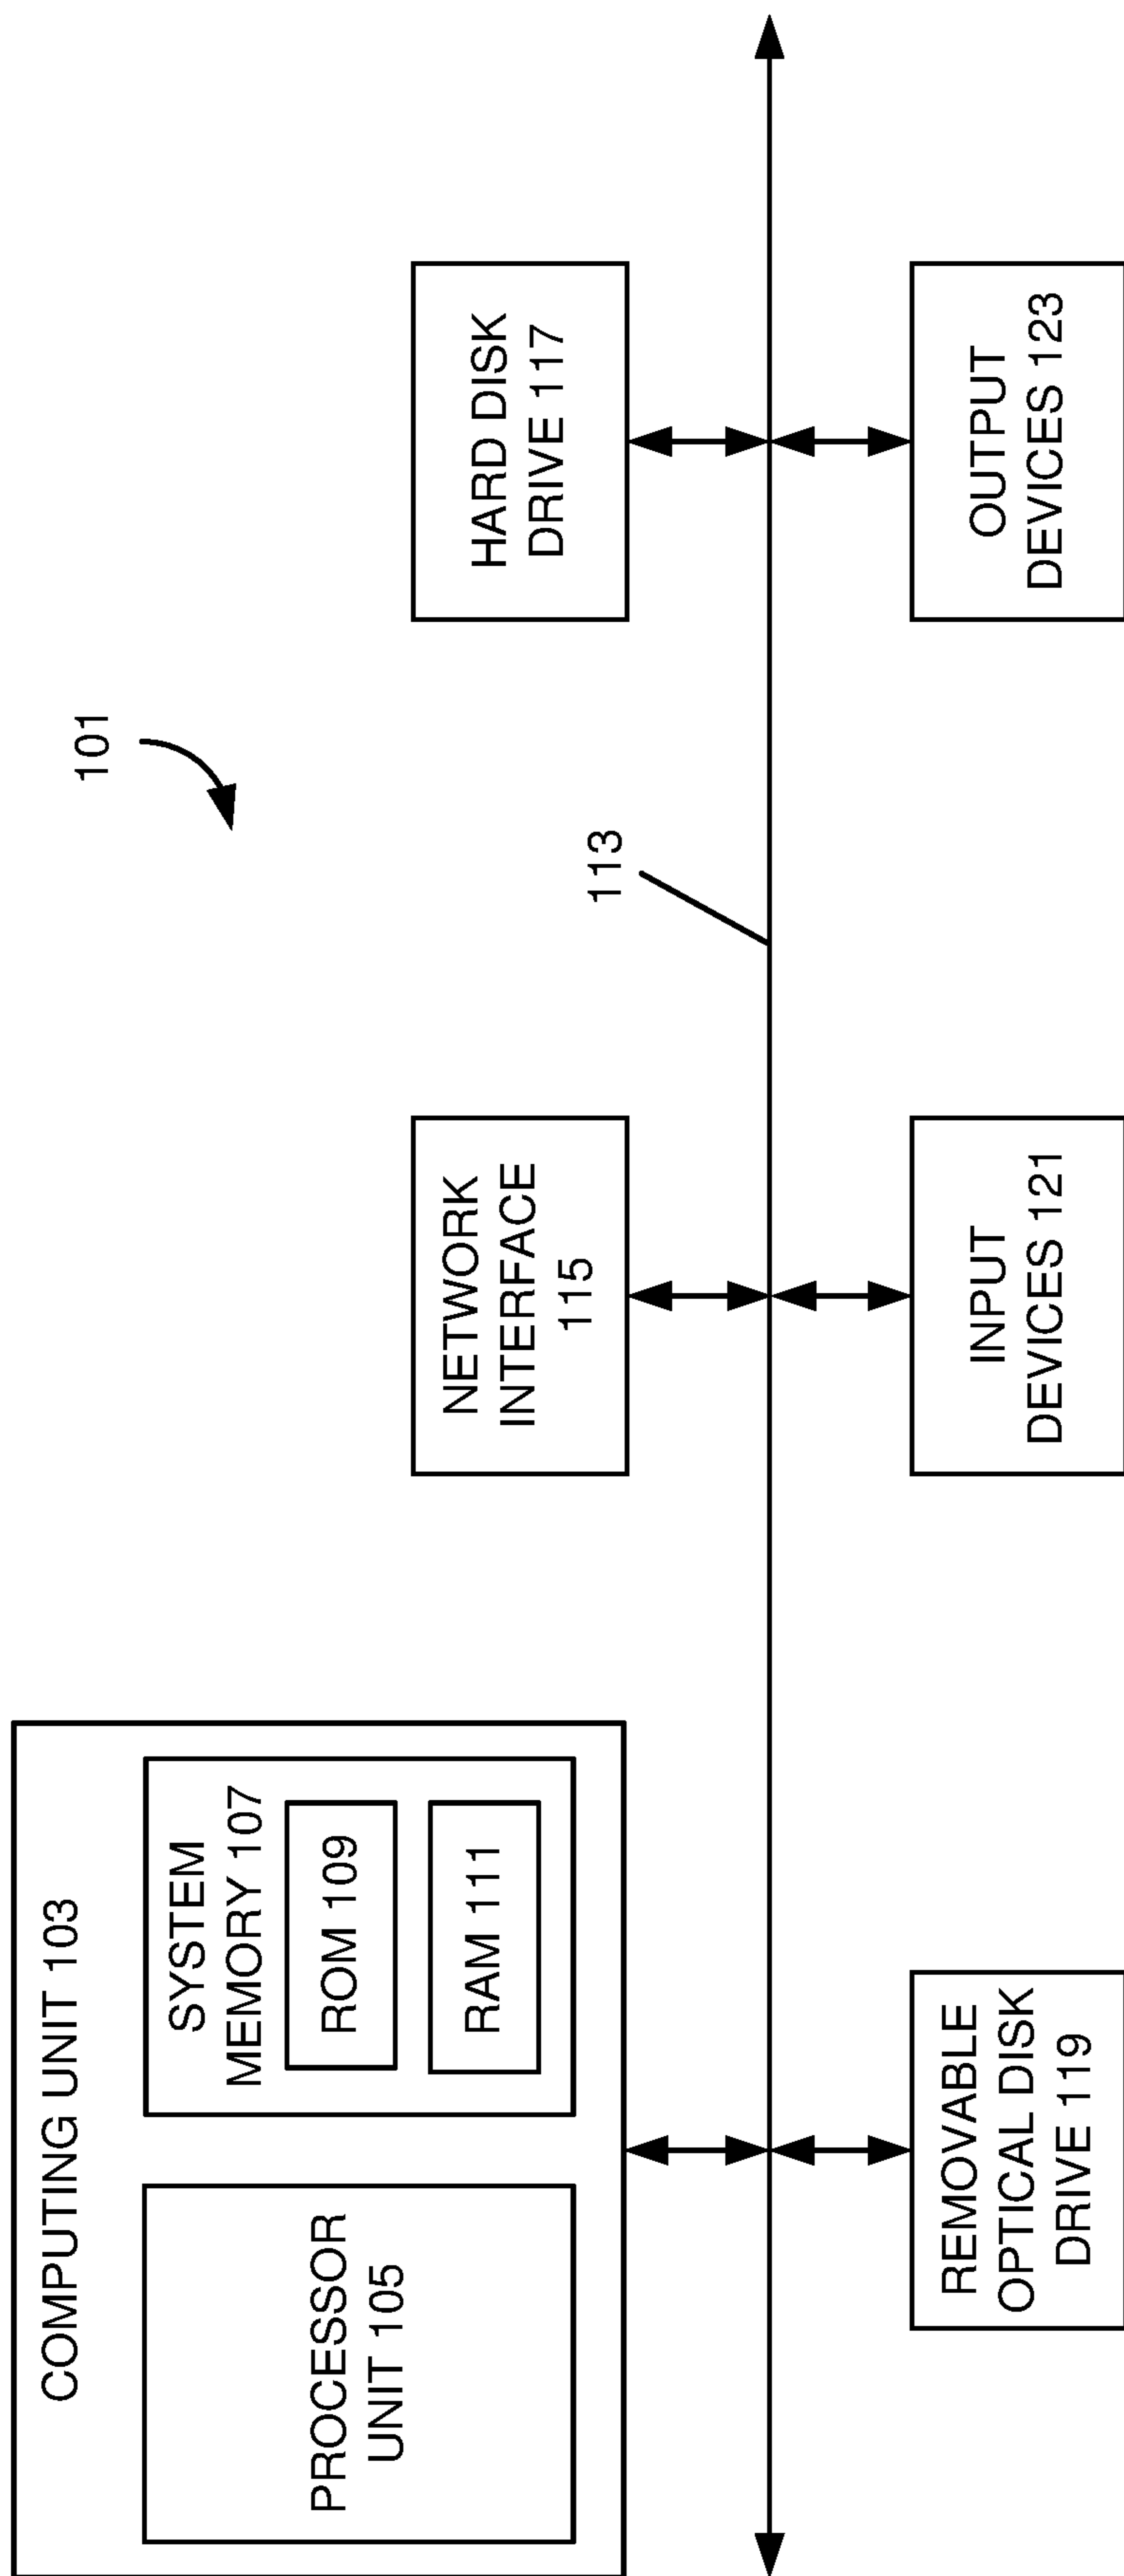 101
COMPUTING UNIT 103
PROCESSOR
UNIT 105
SYSTEM
MEMORY 107
ROM 109
RAM 111
NETWORK
INTERFACE
115
HARD DISK
DRIVE 117
113
REMOVABLE
OPTICAL DISK
DRIVE 119
INPUT
DEVICES 121
OUTPUT
DEVICES 123